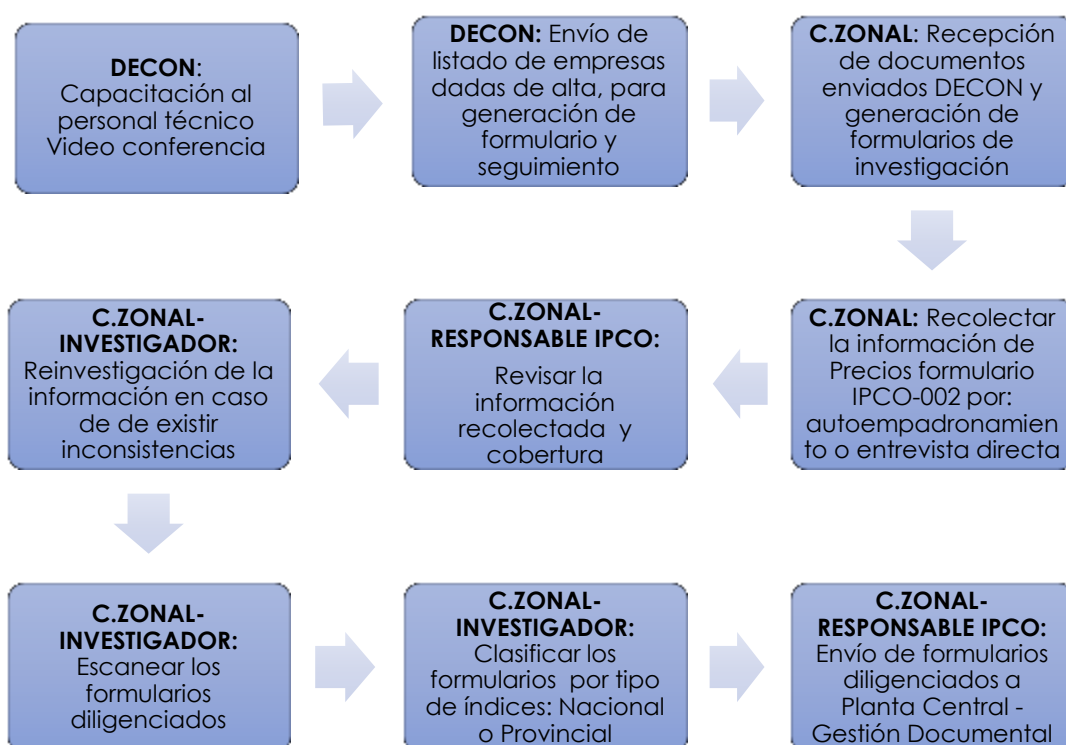 DECON:
Capacitación al
personal técnico
Video conferencia
DECON: Envío de
listado de empresas
dadas de alta, para
generación de
formulario y
seguimiento
C.ZONAL: Recepción
de documentos
enviados DECON y
generación de
formularios de
investigación
C.ZONAL: Recolectar
la información de
Precios formulario
IPCO-002 por:
autoempadronamien
to o entrevista directa
C.ZONAL-
RESPONSABLE IPCO:
Revisar la
información
recolectada y
cobertura
C.ZONAL-
INVESTIGADOR:
Reinvestigación de la
información en caso
de de existir
inconsistencias
C.ZONAL-
INVESTIGADOR:
Escanear los
formularios
diligenciados
C.ZONAL-
INVESTIGADOR:
Clasificar los
formularios por tipo
de índices: Nacional
o Provincial
C.ZONAL-
RESPONSABLE IPCO:
Envío de formularios
diligenciados a
Planta Central -
Gestión Documental